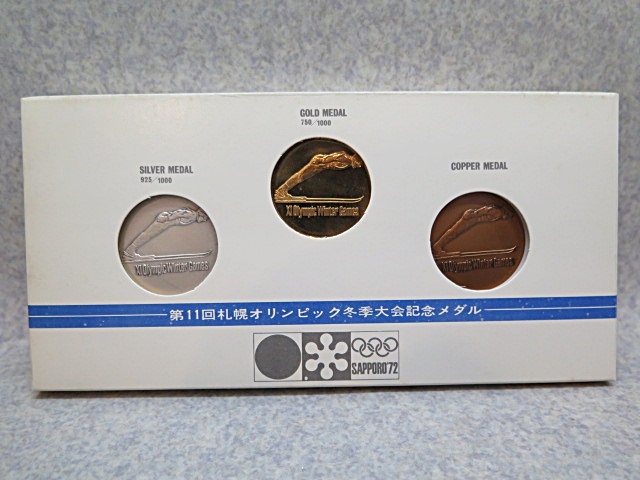 GOLD MEDAL
750/1000
SILVER MEDAL
925/1000
COPPER MEDAL
XI Olympic Winter Games
XI Olympic Winter Games
XI Olympic Winter Games
第11回札幌オリンピック冬季大会記念メダル
SAPPORO'72